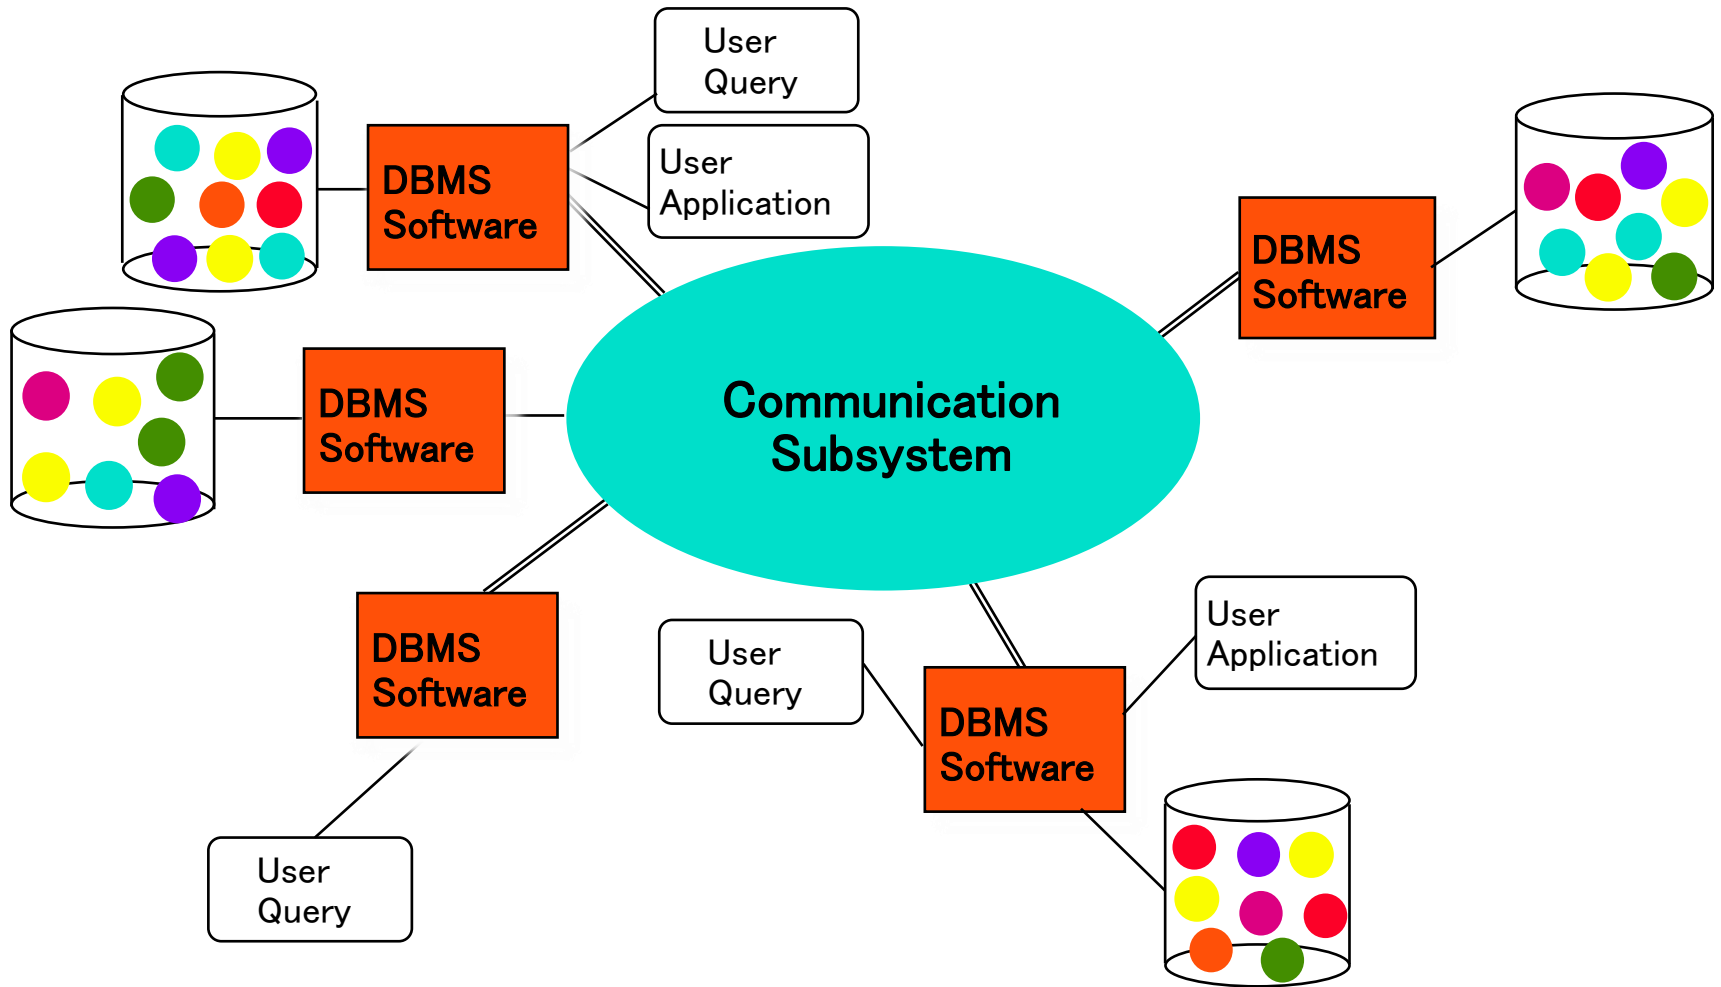 User
Query
DBMS
Software
User
Application
DBMS
Software
DBMS
Software
Communication
Subsystem
DBMS
Software
User
Query
User
Query
DBMS
Software
User
Application